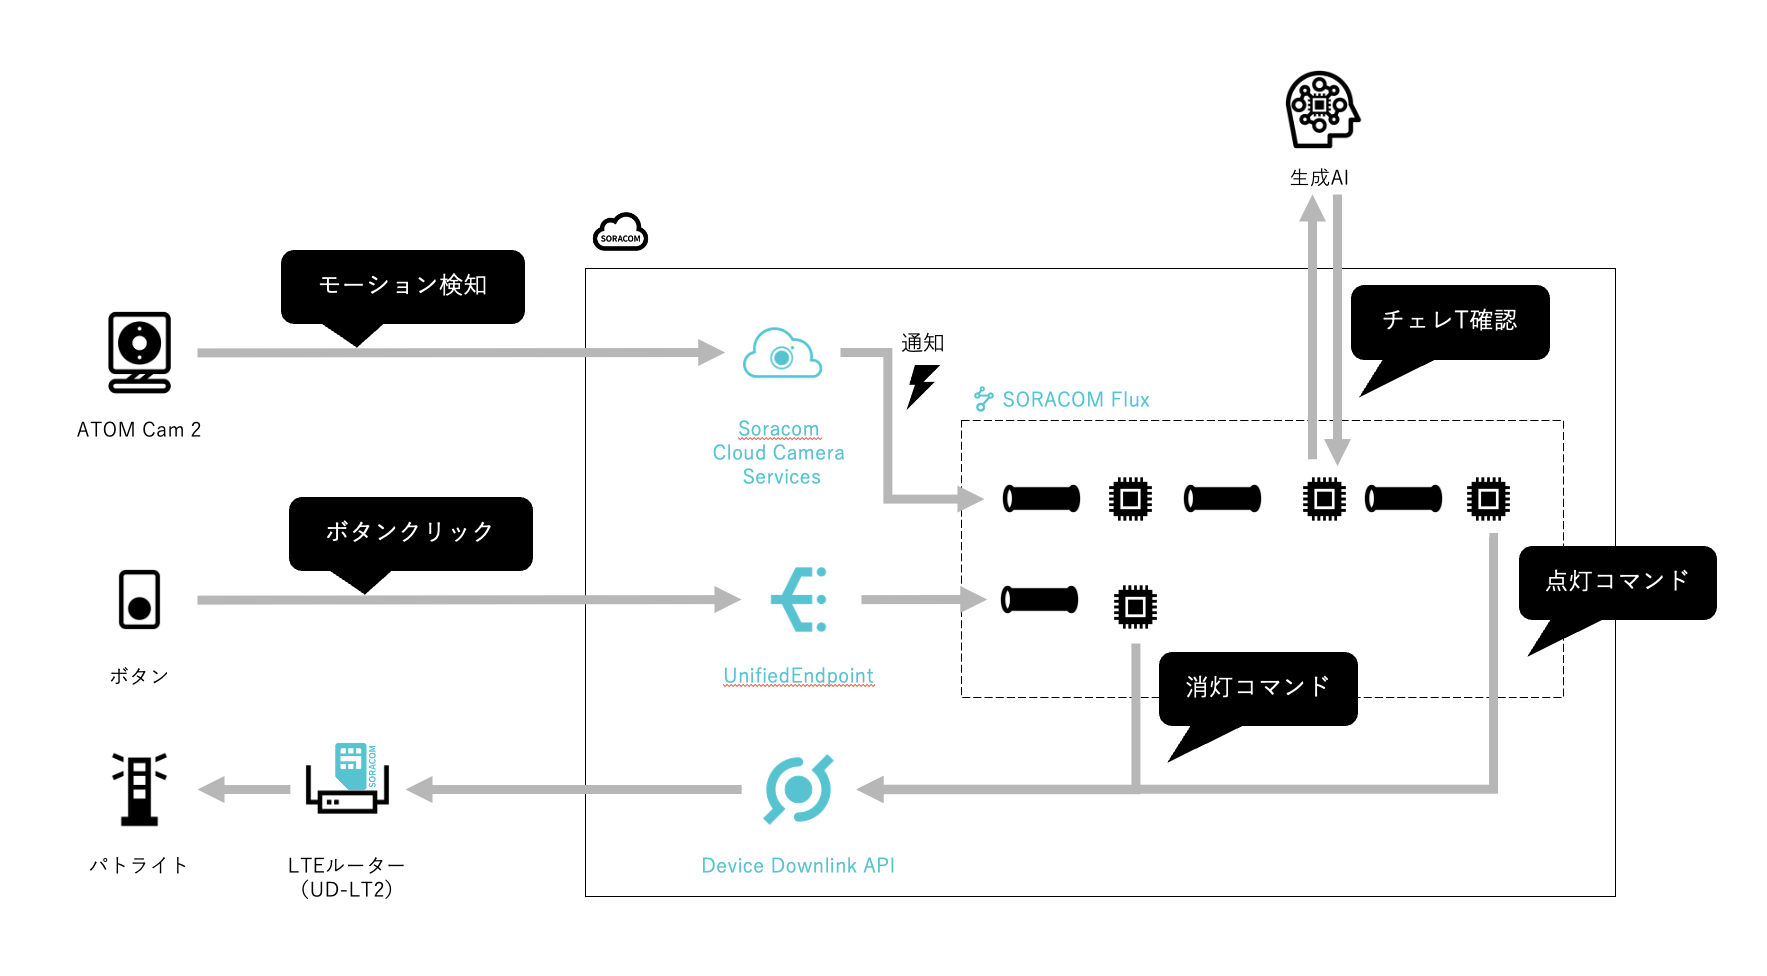 生成AI
SORACOM
モーション検知
チェレT確認
通知
SORACOM Flux
ATOM Cam 2
Soracom
Cloud Camera
Services
ボタンクリック
点灯コマンド
ボタン
UnifiedEndpoint
消灯コマンド
SORACOM
パトライト
LTEルーター
（UD-LT2）
Device Downlink API